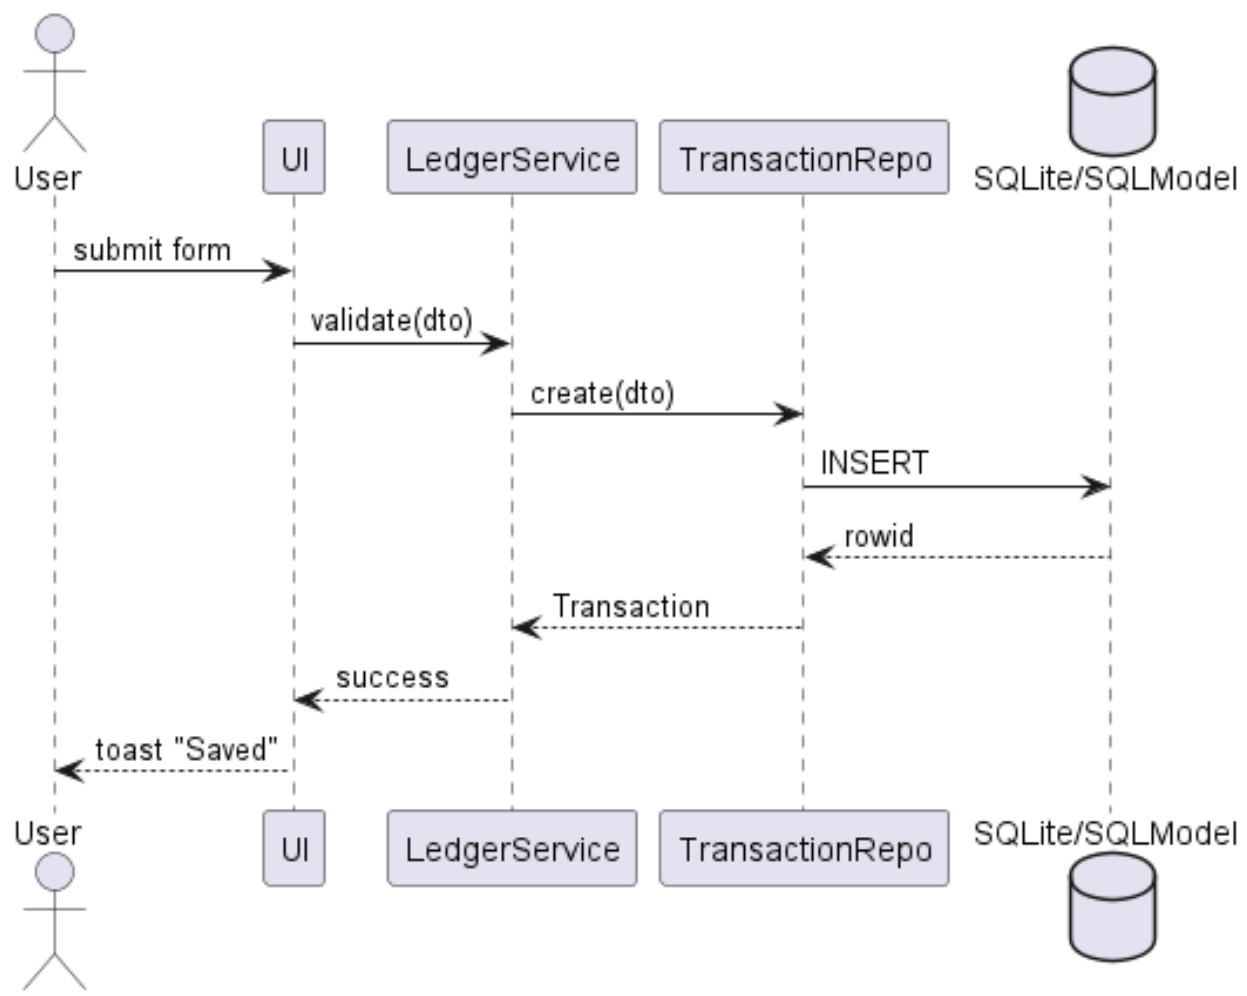 User
UI
LedgerService
TransactionRepo
SQLite/SQLModel
submit form
validate(dto)
create(dto)
INSERT
rowid
Transaction
success
toast "Saved"
User
UI
LedgerService
TransactionRepo
SQLite/SQLModel